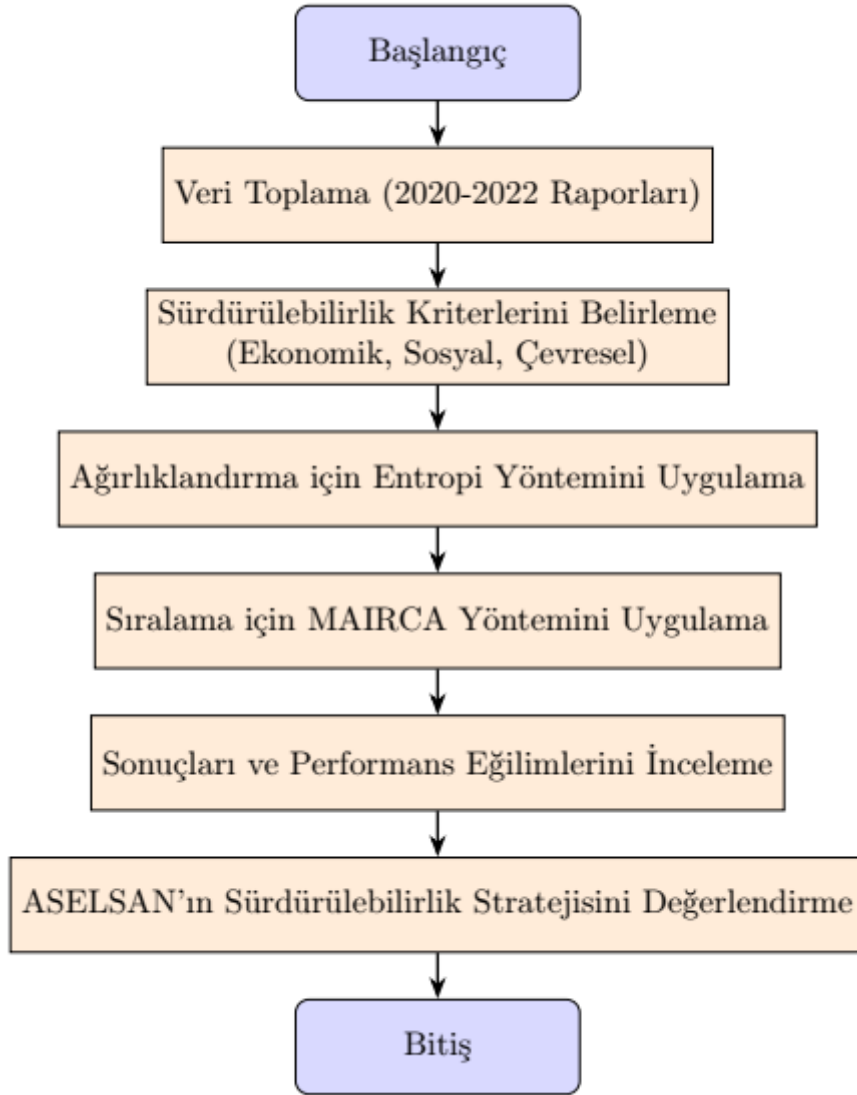 Başlangıç
Veri Toplama (2020-2022 Raporları)
Sürdürülebilirlik Kriterlerini Belirleme
(Ekonomik, Sosyal, Çevresel)
Ağırlıklandırma için Entropi Yöntemini Uygulama
Sıralama için MAIRCA Yöntemini Uygulama
Sonuçları ve Performans Eğilimlerini İnceleme
ASELSAN'ın Sürdürülebilirlik Stratejisini Değerlendirme
Bitiş